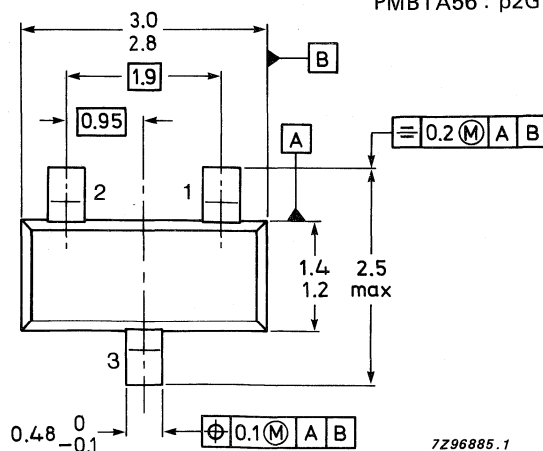 PMBTA56 : p2G
3.0
2.8
B
1.9
0.95
A
⌯ 0.2 Ⓜ A B
2
1
1.4
1.2
2.5
max
3
0.48 0
-0.1
⌖ 0.1 Ⓜ A B
7Z96885.1